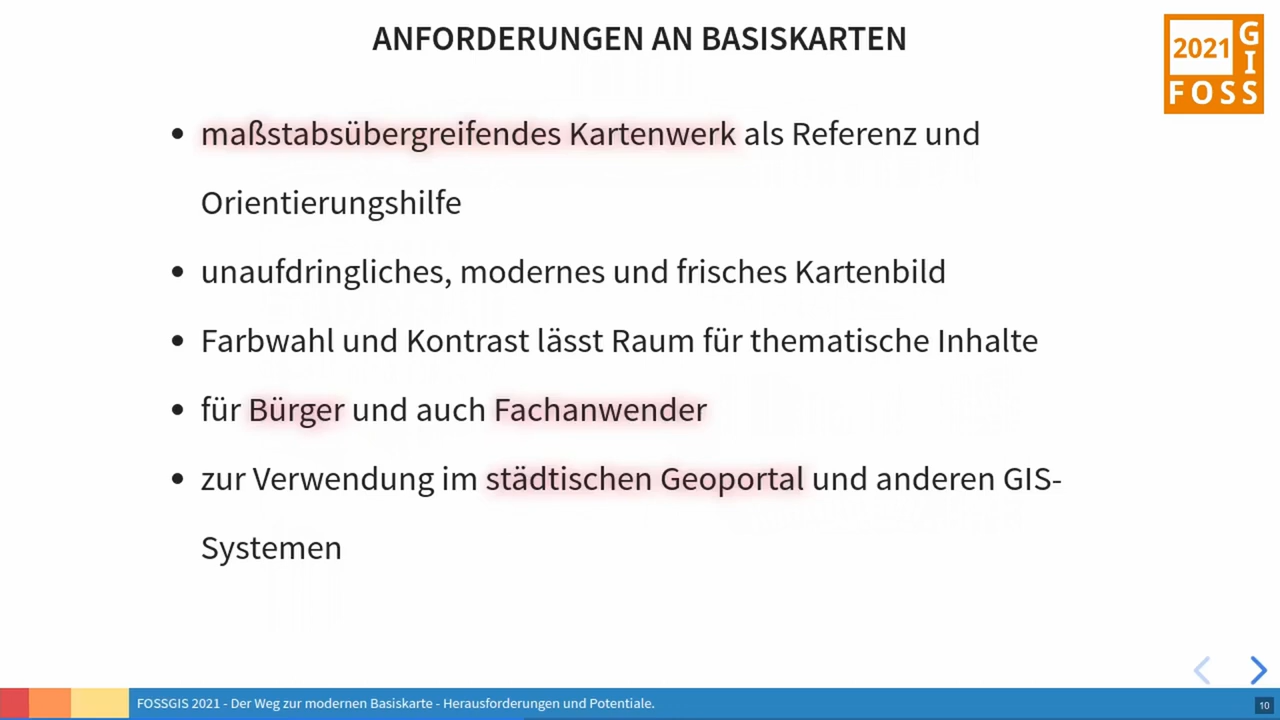 ANFORDERUNGEN AN BASISKARTEN
2021 G
I
FOSS
• maßstabsübergreifendes Kartenwerk als Referenz und
Orientierungshilfe
• unaufdringliches, modernes und frisches Kartenbild
• Farbwahl und Kontrast lässt Raum für thematische Inhalte
• für Bürger und auch Fachanwender
• zur Verwendung im städtischen Geoportal und anderen GIS-
Systemen
FOSSGIS 2021 - Der Weg zur modernen Basiskarte - Herausforderungen und Potentiale.
10